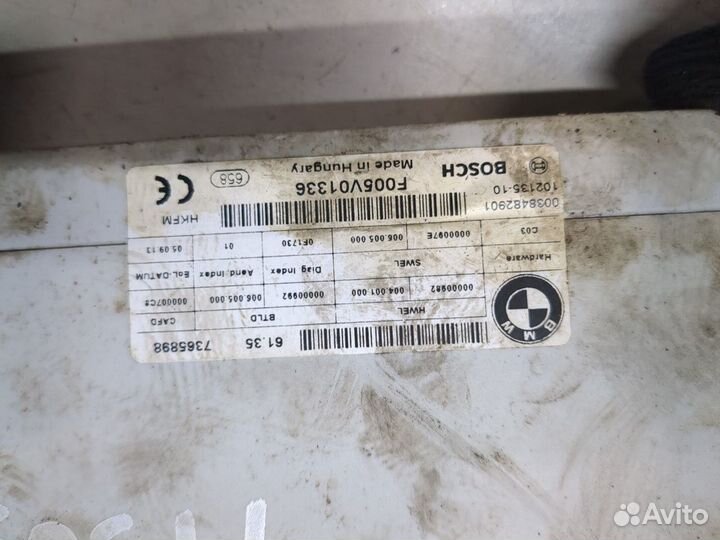 61.35 7365898
BMW
HWEL BTLD CAFD
00000982 004.001.000 00000992 006.005.000 000007C8
Hardware SWEL Diag Index Aend.Index EoL-DATUM
C03 0000097E 006.005.000 0F1730 01 05.09.13
0038482901 HKFM
102135-10 F005V01336 658 CE
BOSCH Made in Hungary
Avito